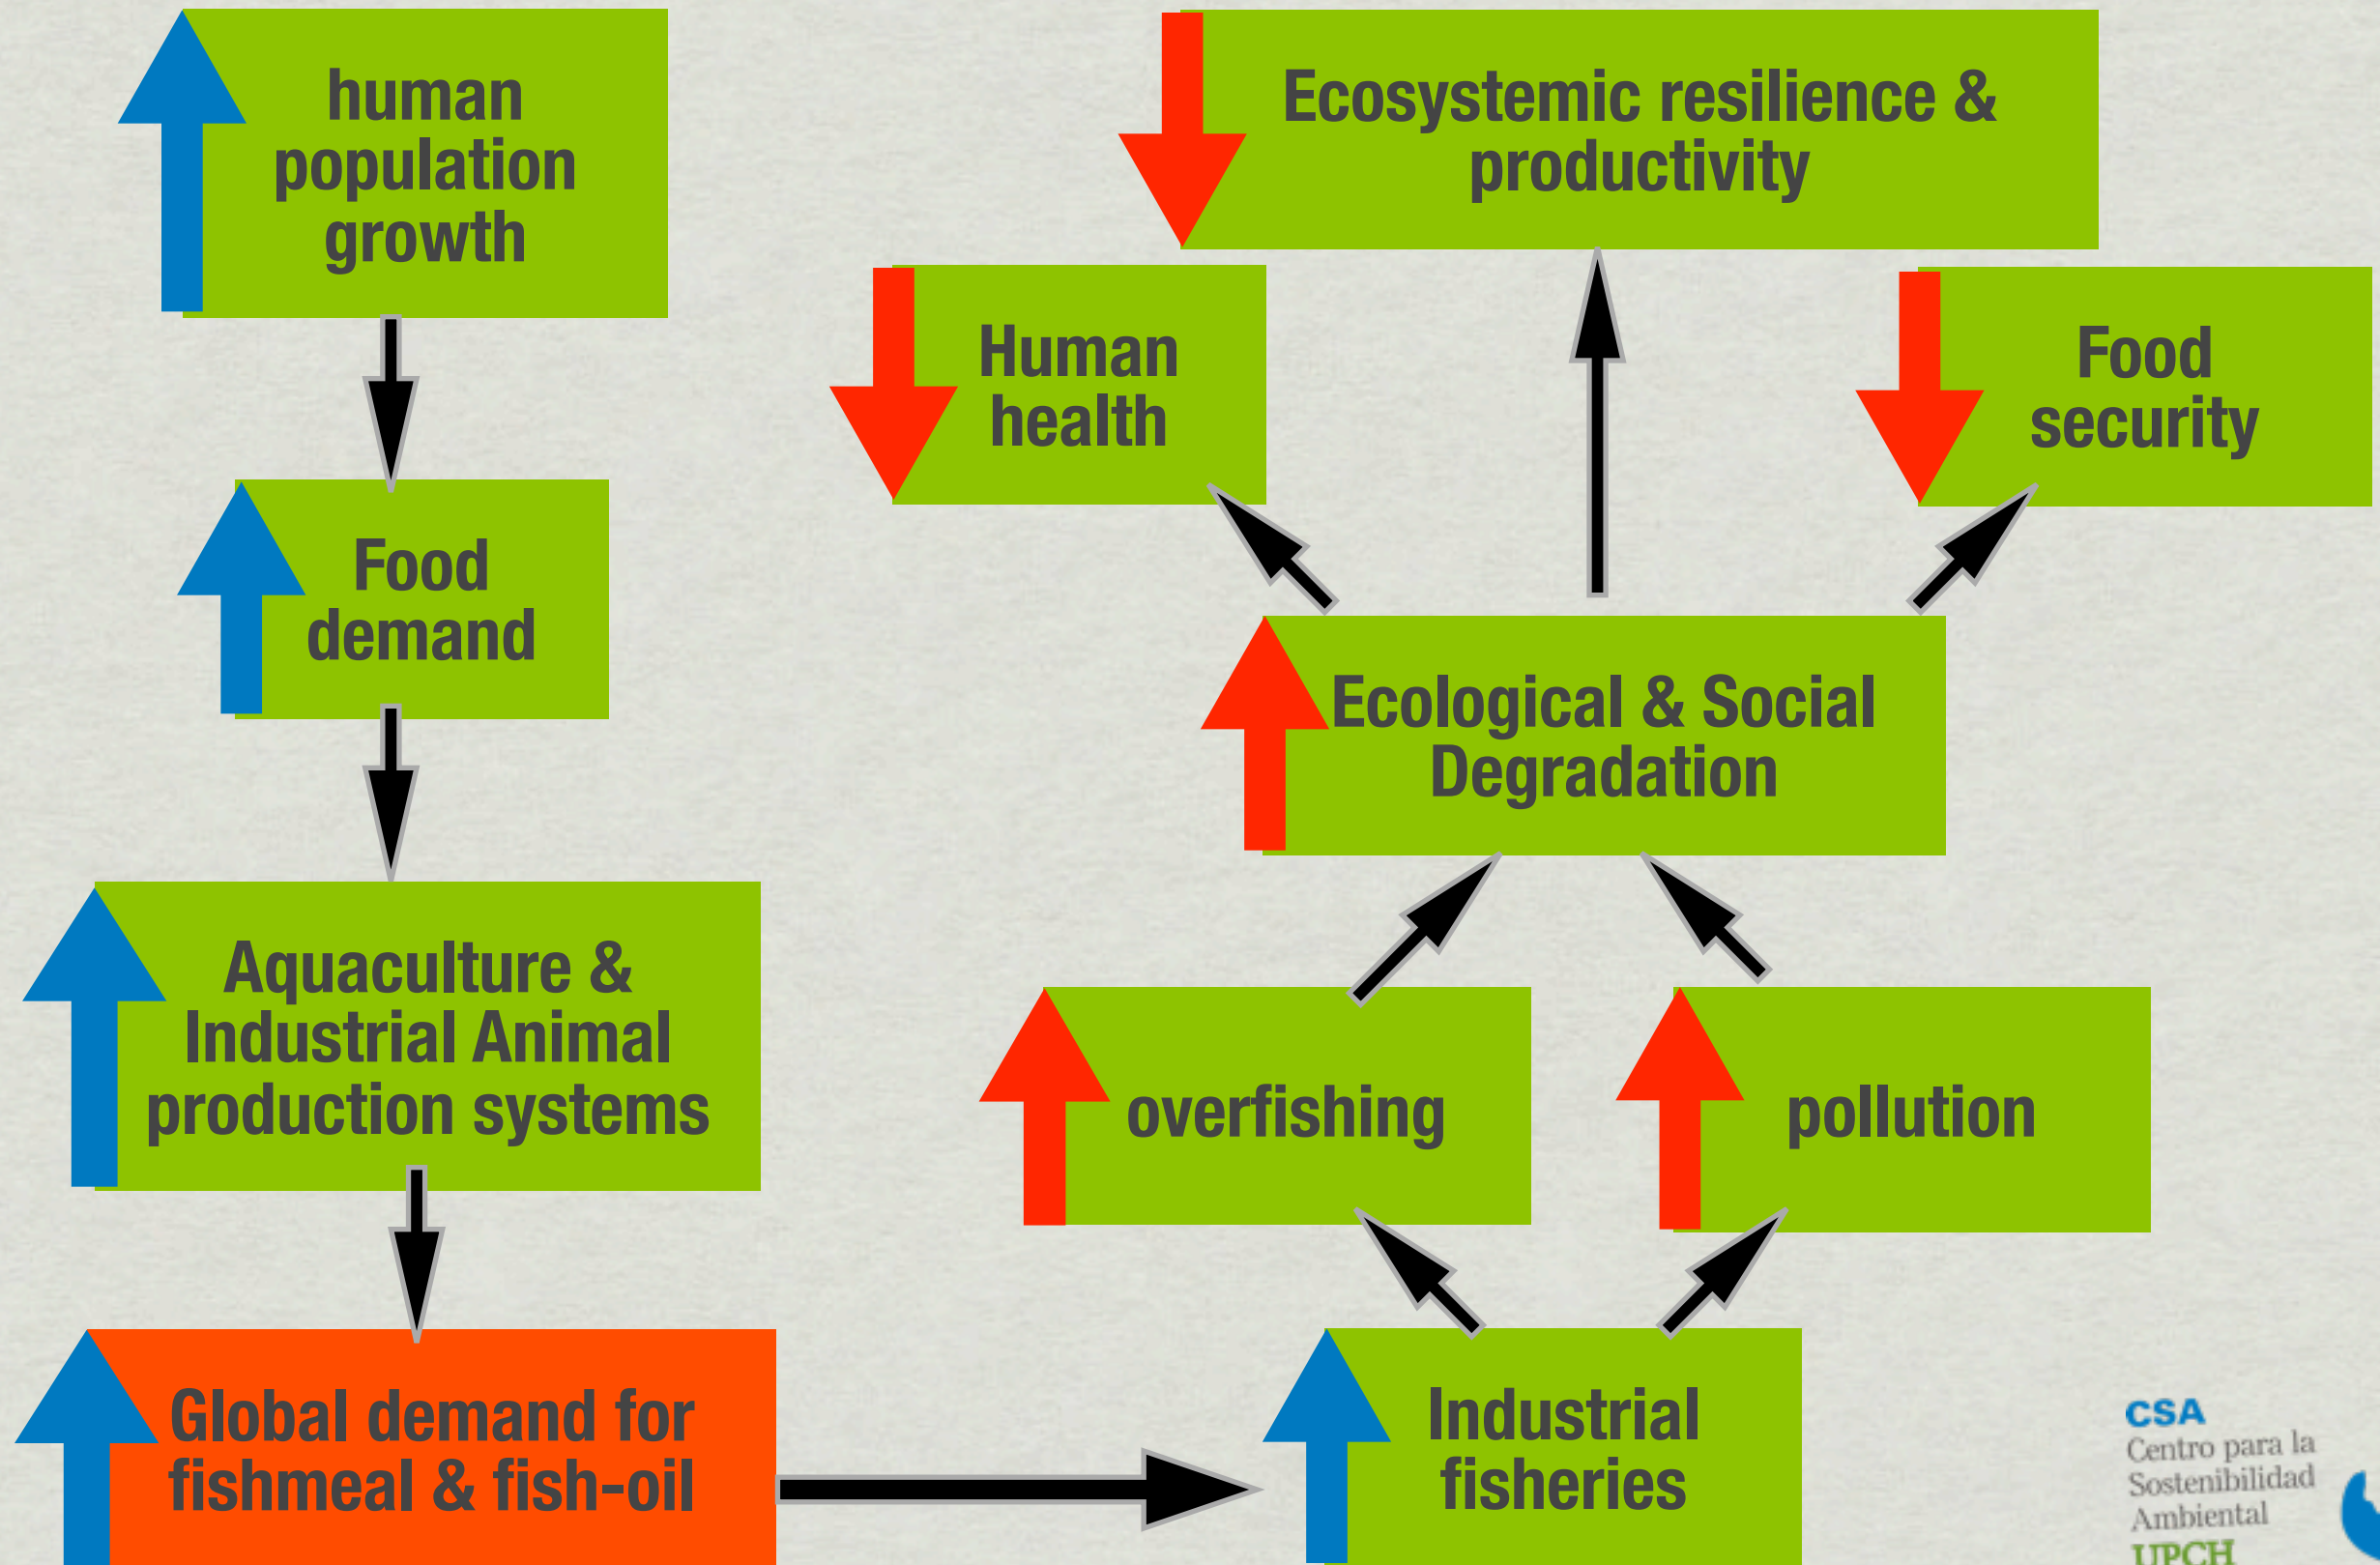 human
population
growth
Food
demand
Aquaculture &
Industrial Animal
production systems
Global demand for
fishmeal & fish-oil
Industrial
fisheries
overfishing
pollution
Ecological & Social
Degradation
Human
health
Ecosystemic resilience &
productivity
Food
security
CSA
Centro para la
Sostenibilidad
Ambiental
UPCH